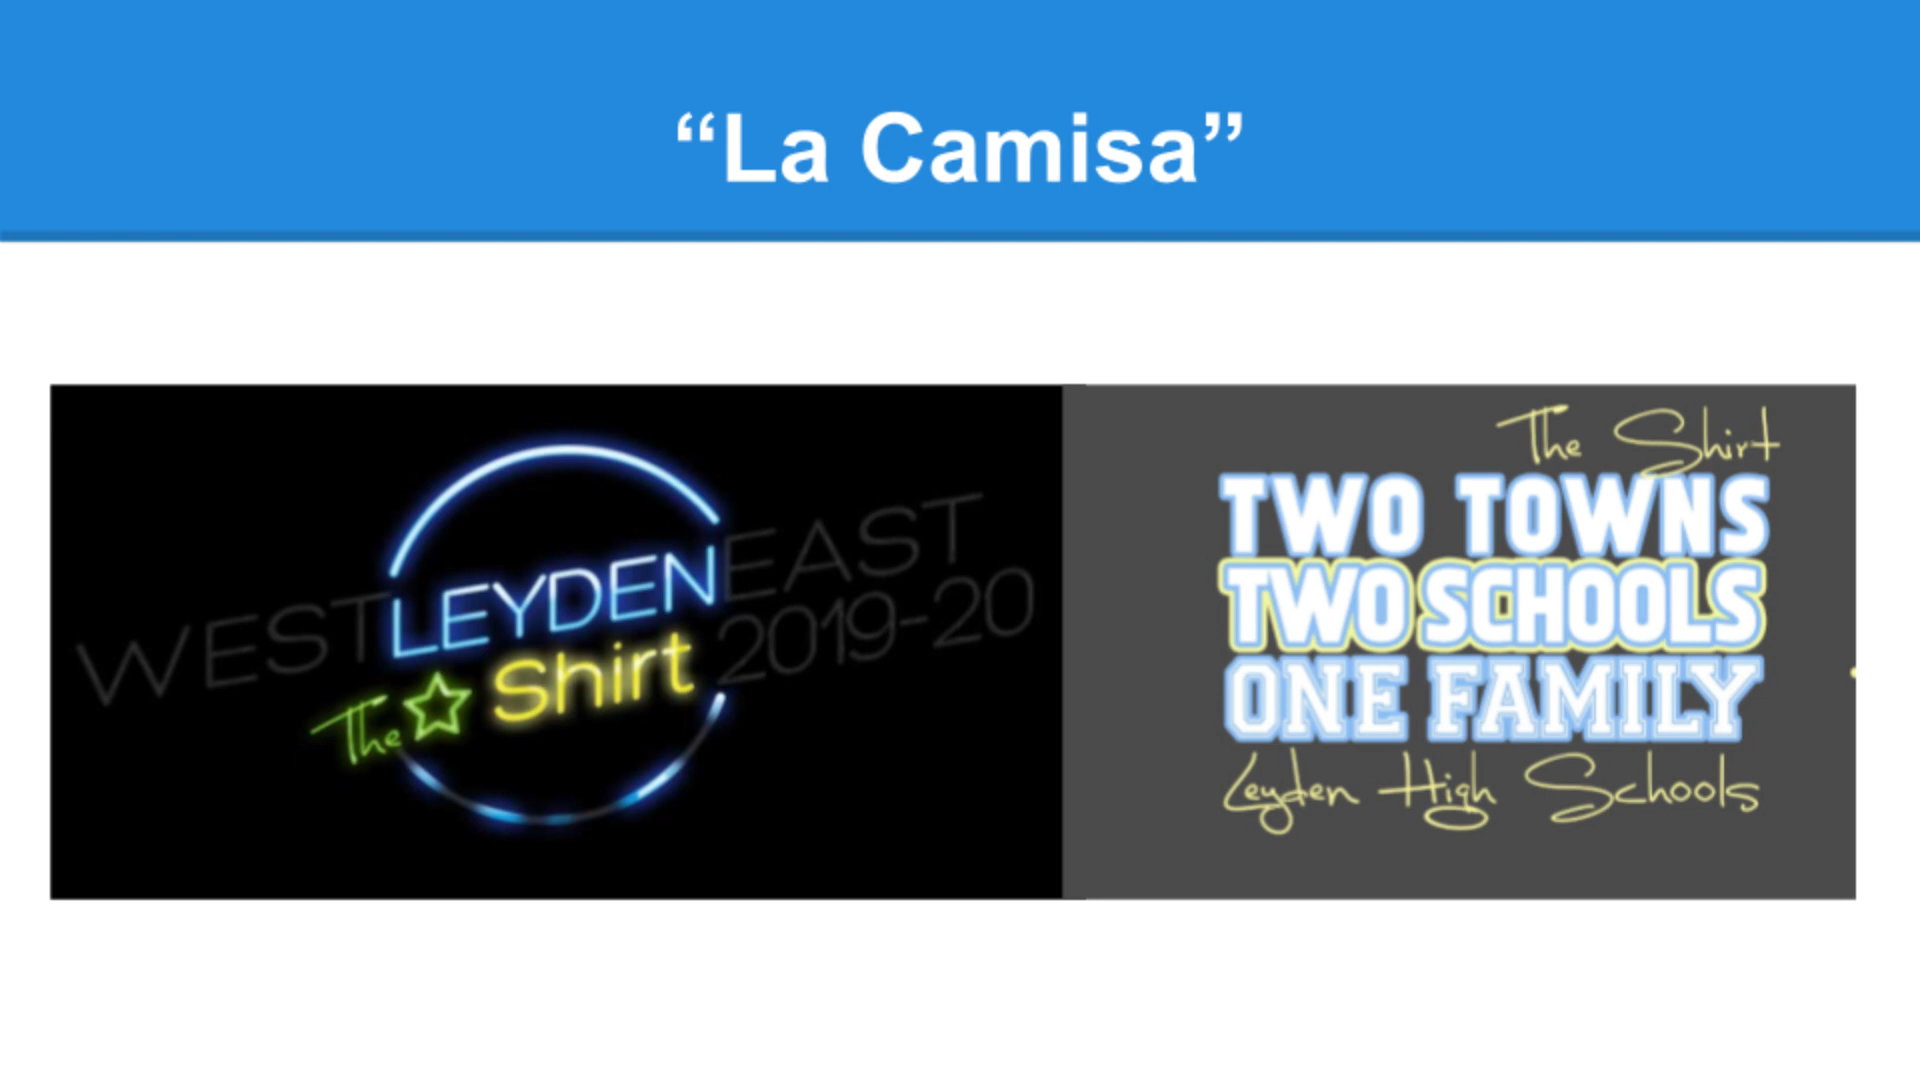 “La Camisa”
WEST LEYDEN EAST
The Shirt 2019-20
The Shirt
TWO TOWNS
TWO SCHOOLS
ONE FAMILY
Leyden High Schools